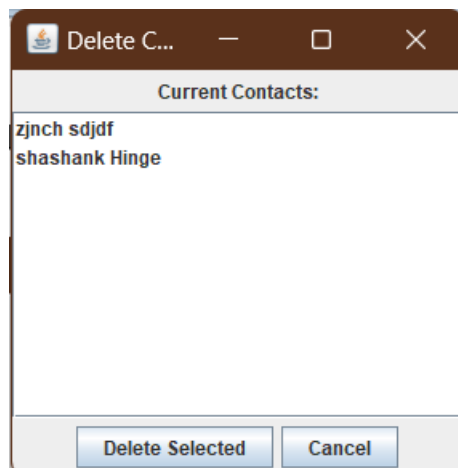 Delete C...
Current Contacts:
zjnch sdjdf
shashank Hinge
Delete Selected
Cancel